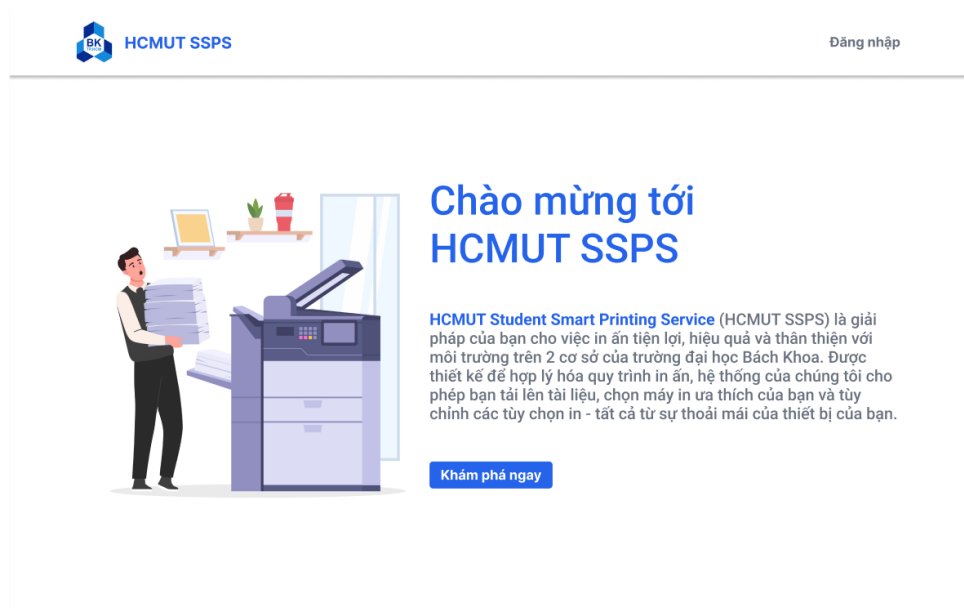 BK
HCMUT SSPS
Đăng nhập
Chào mừng tới
HCMUT SSPS
HCMUT Student Smart Printing Service (HCMUT SSPS) là giải
pháp của bạn cho việc in ấn tiện lợi, hiệu quả và thân thiện với
môi trường trên 2 cơ sở của trường đại học Bách Khoa. Được
thiết kế để hợp lý hóa quy trình in ấn, hệ thống của chúng tôi cho
phép bạn tải lên tài liệu, chọn máy in ưa thích của bạn và tùy
chỉnh các tùy chọn in - tất cả từ sự thoải mái của thiết bị của bạn.
Khám phá ngay